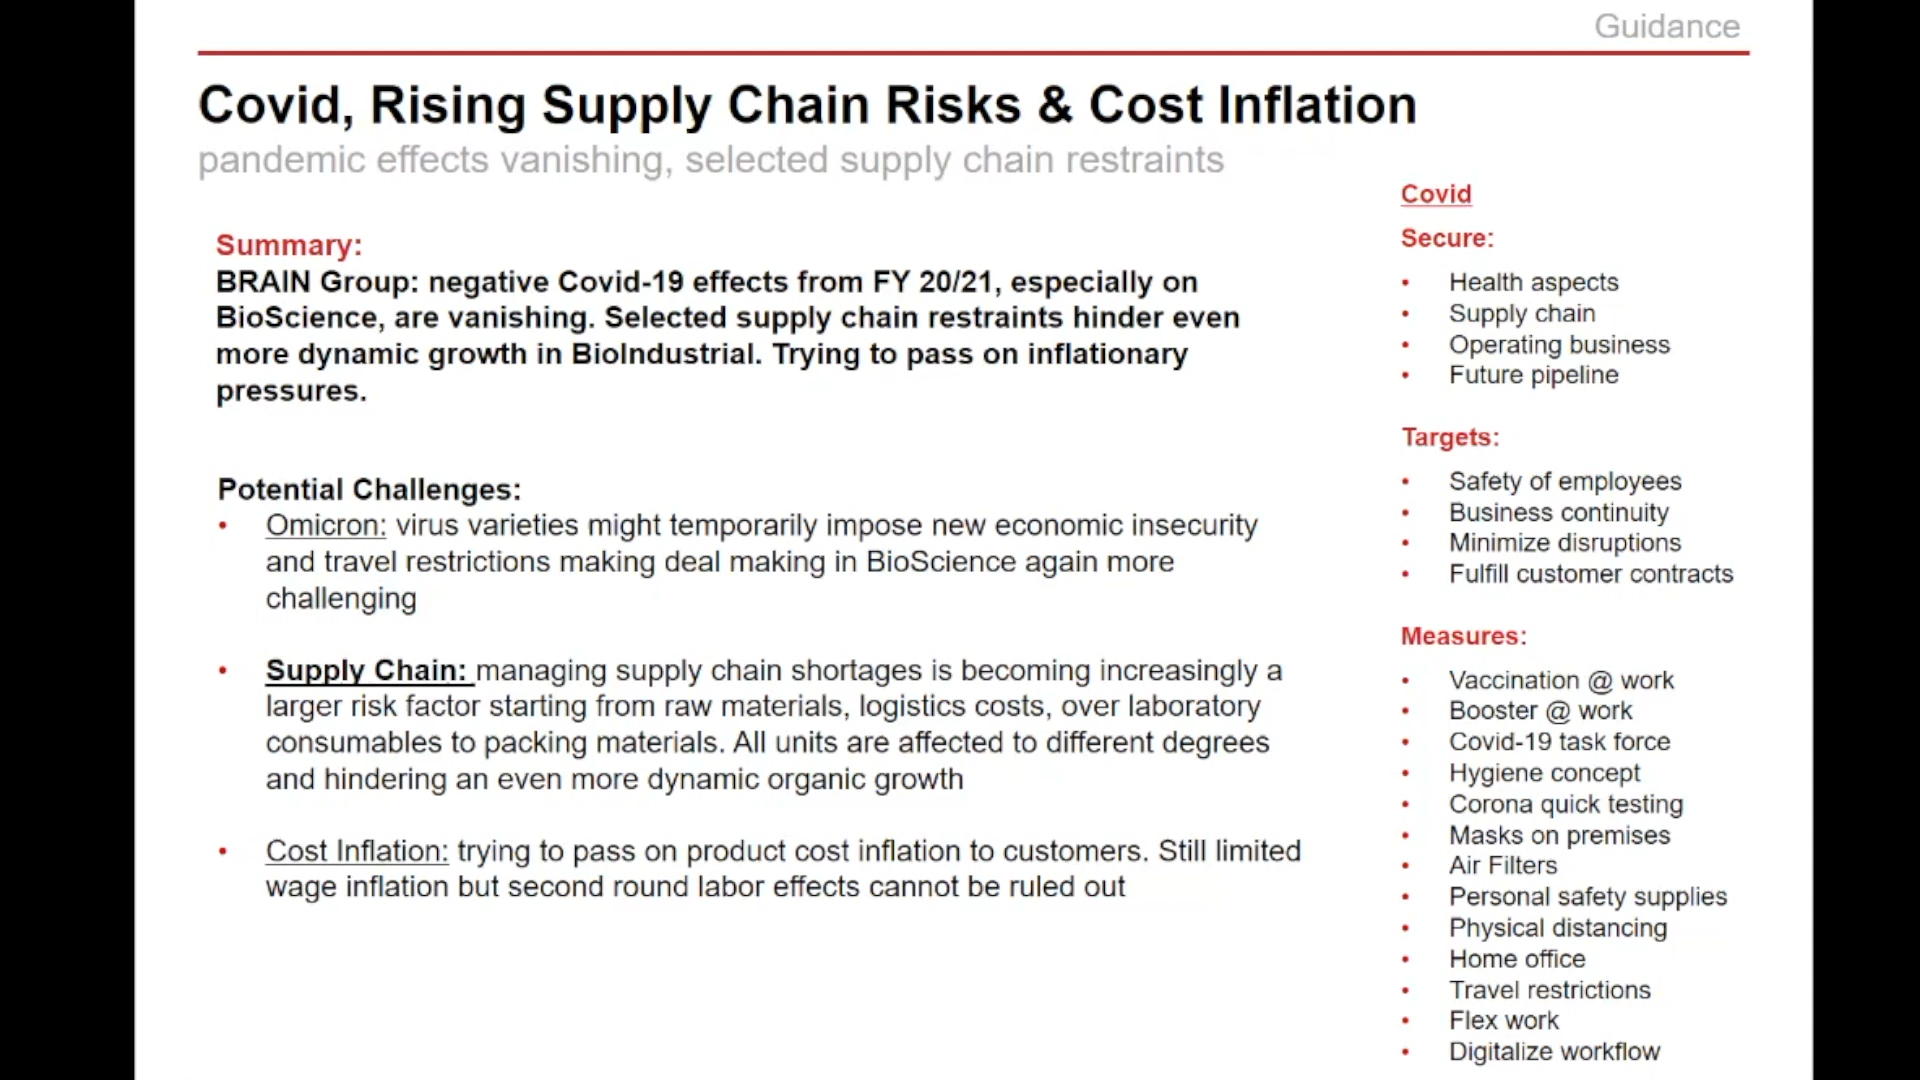 Guidance
Covid, Rising Supply Chain Risks & Cost Inflation
pandemic effects vanishing, selected supply chain restraints
Summary:
BRAIN Group: negative Covid-19 effects from FY 20/21, especially on
BioScience, are vanishing. Selected supply chain restraints hinder even
more dynamic growth in BioIndustrial. Trying to pass on inflationary
pressures.
Potential Challenges:
• Omicron: virus varieties might temporarily impose new economic insecurity
and travel restrictions making deal making in BioScience again more
challenging
• Supply Chain: managing supply chain shortages is becoming increasingly a
larger risk factor starting from raw materials, logistics costs, over laboratory
consumables to packing materials. All units are affected to different degrees
and hindering an even more dynamic organic growth
• Cost Inflation: trying to pass on product cost inflation to customers. Still limited
wage inflation but second round labor effects cannot be ruled out
Covid
Secure:
• Health aspects
• Supply chain
• Operating business
• Future pipeline
Targets:
• Safety of employees
• Business continuity
• Minimize disruptions
• Fulfill customer contracts
Measures:
• Vaccination @ work
• Booster @ work
• Covid-19 task force
• Hygiene concept
• Corona quick testing
• Masks on premises
• Air Filters
• Personal safety supplies
• Physical distancing
• Home office
• Travel restrictions
• Flex work
• Digitalize workflow